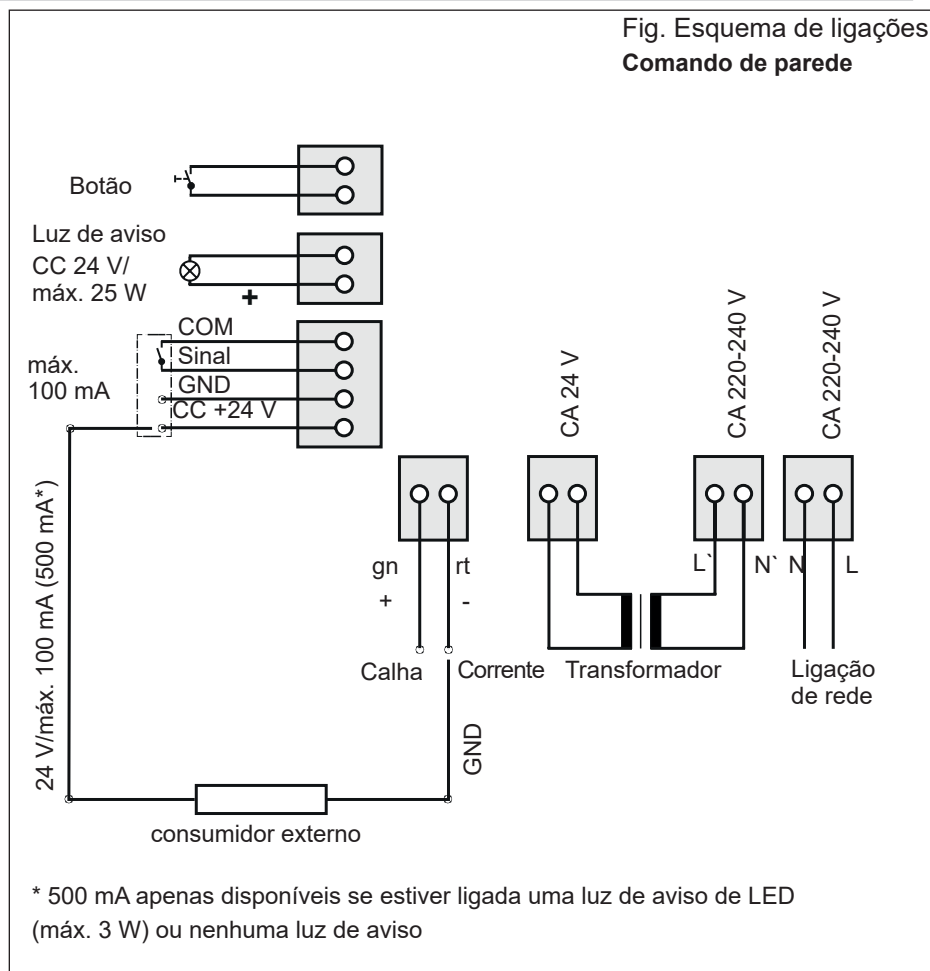 Fig. Esquema de ligações
Comando de parede
Botão
Luz de aviso
CC 24 V/
máx. 25 W
+
COM
Sinal
GND
CC +24 V
máx.
100 mA
CA 24 V
CA 220-240 V
CA 220-240 V
gn
rt
+
-
L`
N`
N
L
Calha
Corrente
Transformador
Ligação
de rede
24 V/máx. 100 mA (500 mA*)
GND
consumidor externo
* 500 mA apenas disponíveis se estiver ligada uma luz de aviso de LED
(máx. 3 W) ou nenhuma luz de aviso